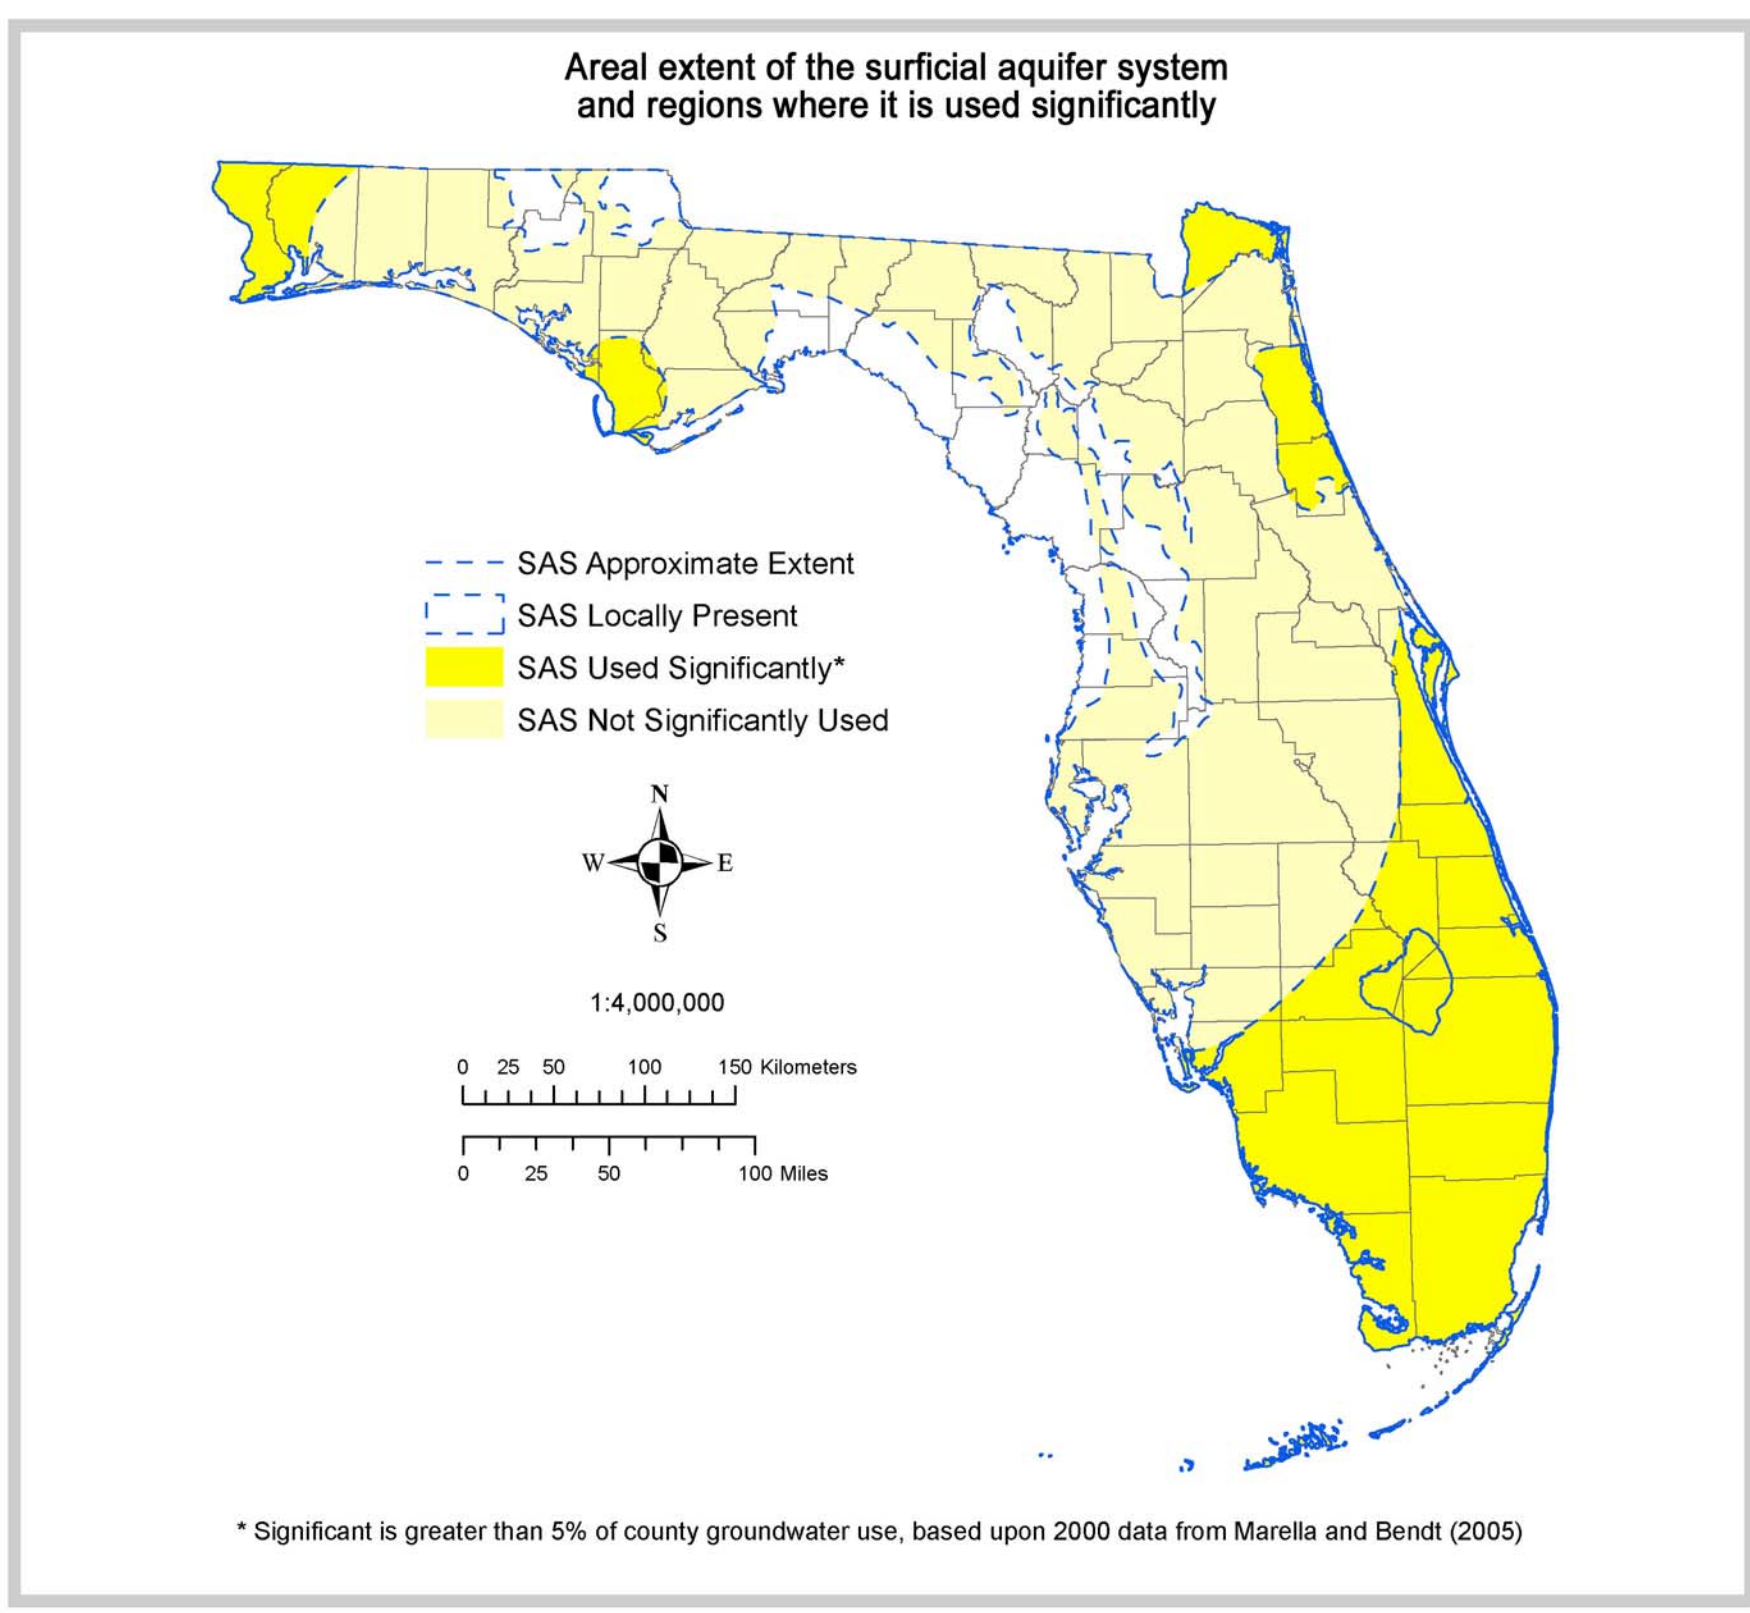 Areal extent of the surficial aquifer system
and regions where it is used significantly
SAS Approximate Extent
SAS Locally Present
SAS Used Significantly*
SAS Not Significantly Used
N
W E
S
1:4,000,000
0 25 50 100 150 Kilometers
0 25 50 100 Miles
* Significant is greater than 5% of county groundwater use, based upon 2000 data from Marella and Bendt (2005)